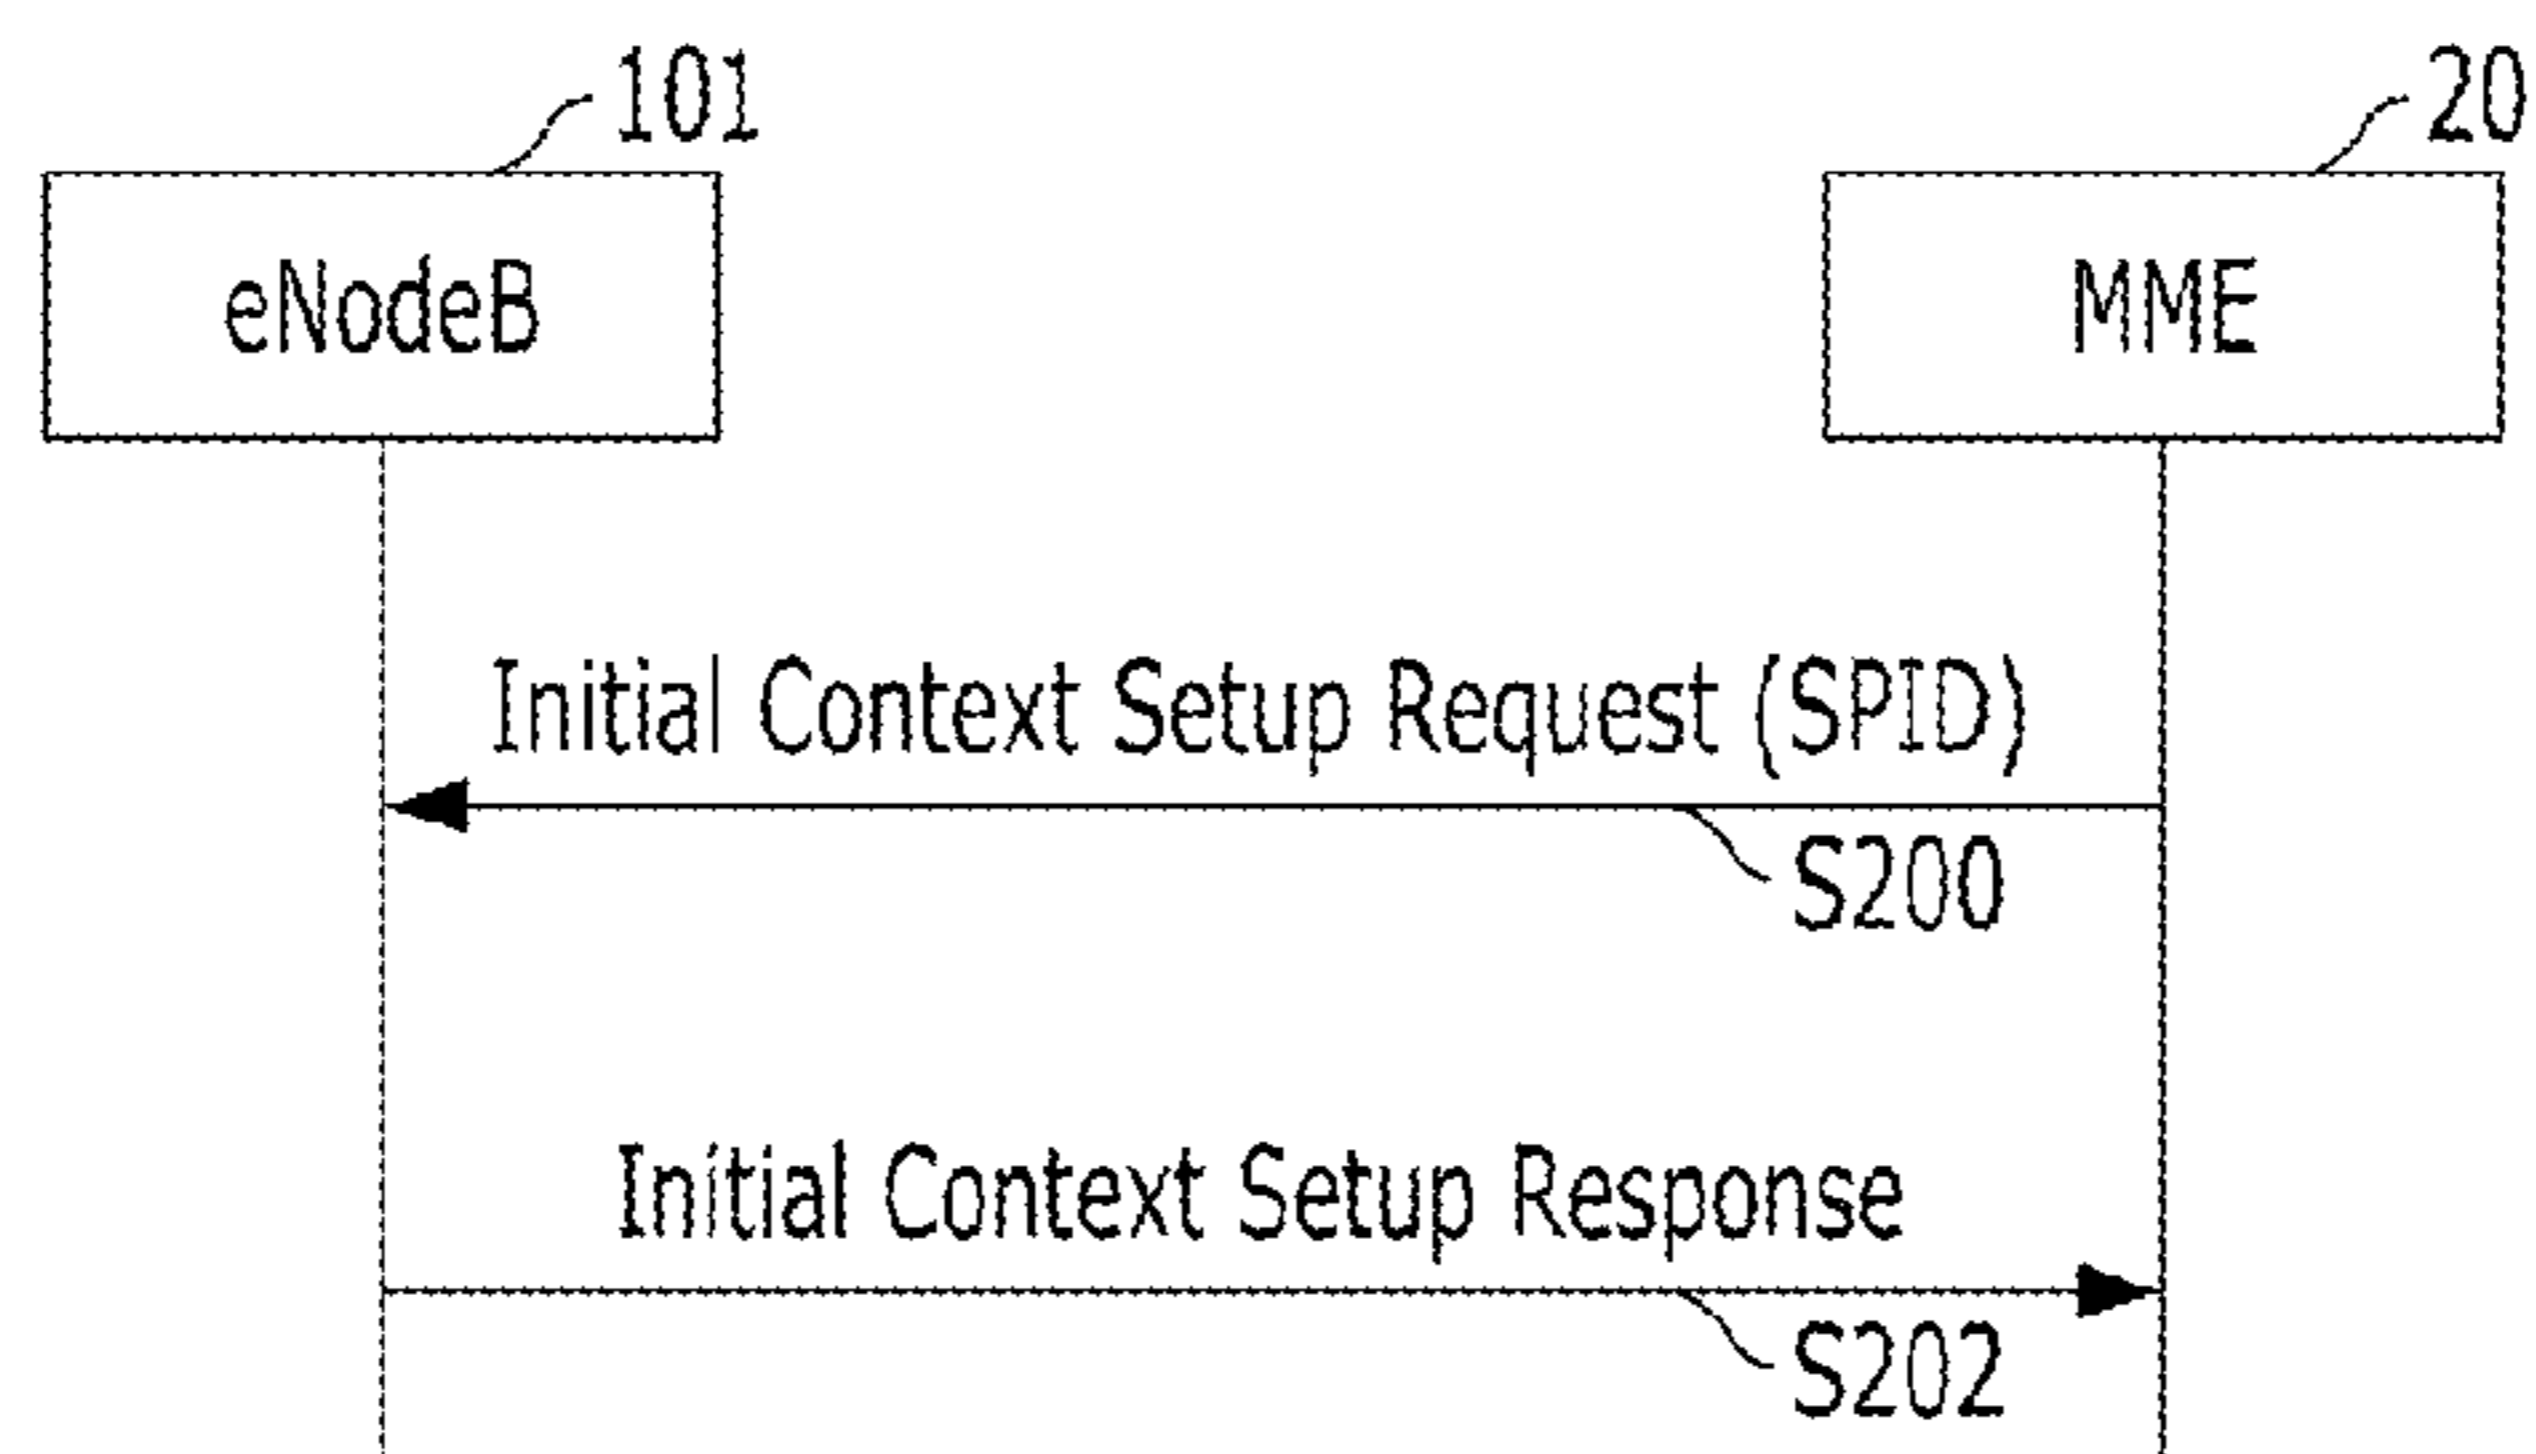 101
20
eNodeB
MME
Initial Context Setup Request (SPID)
S200
Initial Context Setup Response
S202